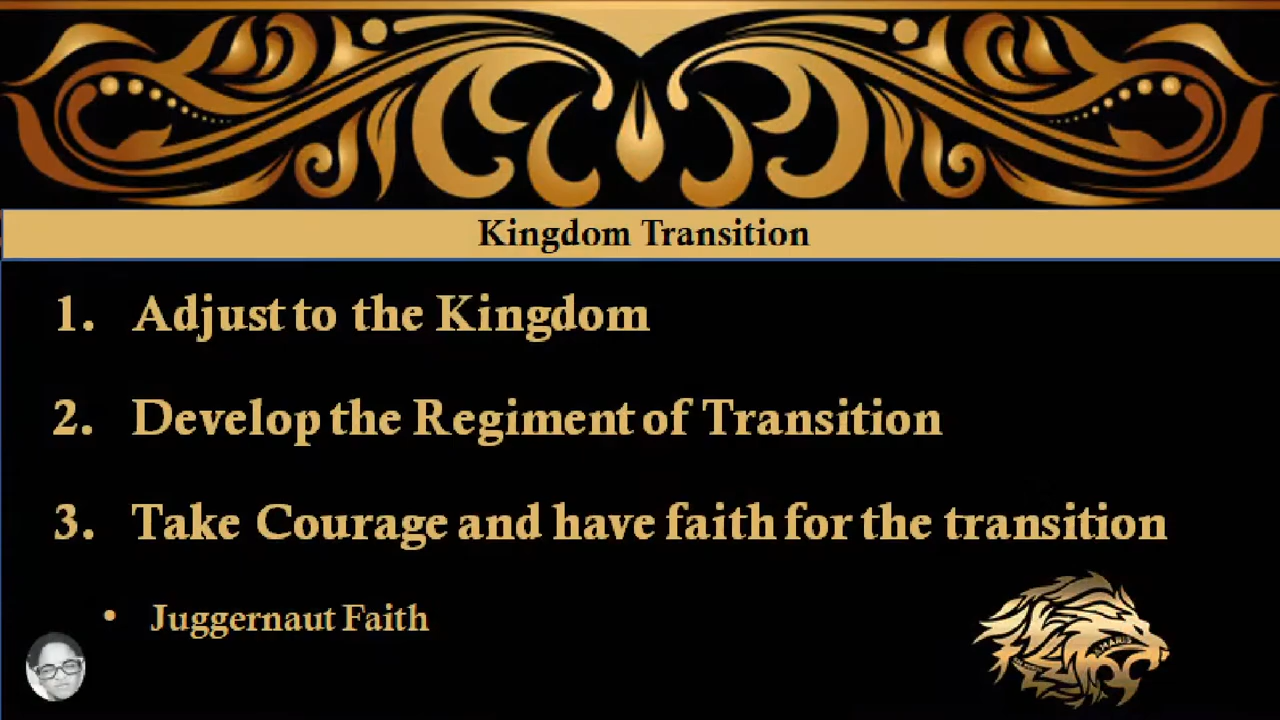 Kingdom Transition
1. Adjust to the Kingdom
2. Develop the Regiment of Transition
3. Take Courage and have faith for the transition
• Juggernaut Faith